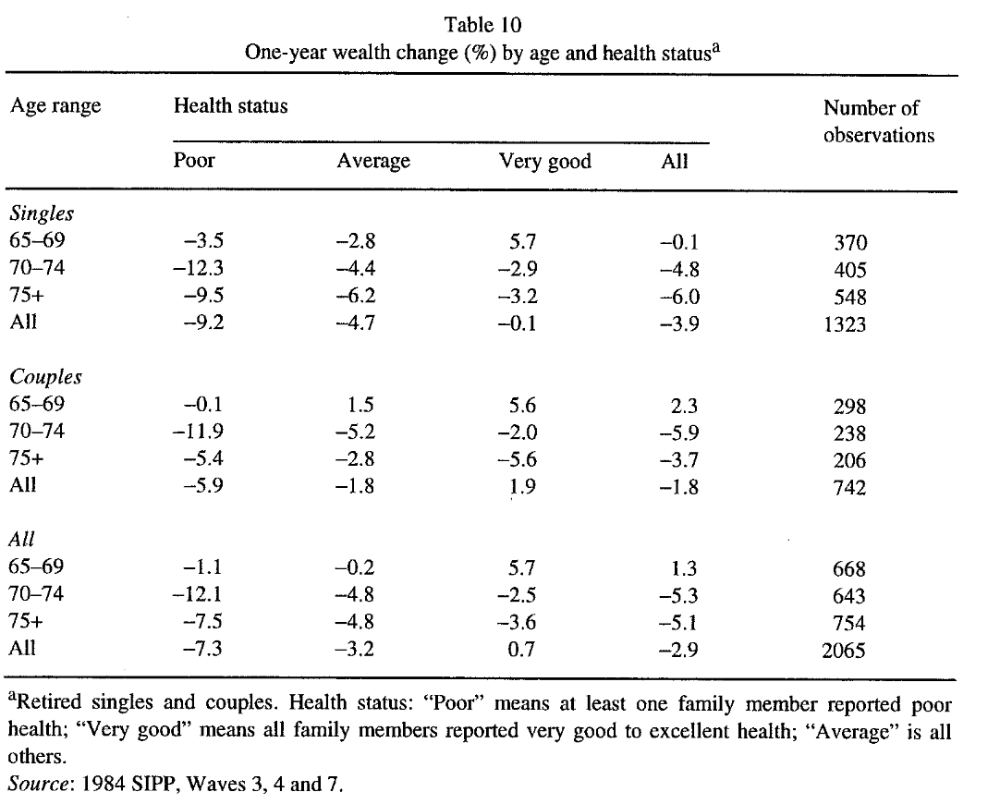 Table 10
One-year wealth change (%) by age and health statusᵃ
Age range Health status Number of
observations
Poor Average Very good All
Singles
65–69 –3.5 –2.8 5.7 –0.1 370
70–74 –12.3 –4.4 –2.9 –4.8 405
75+ –9.5 –6.2 –3.2 –6.0 548
All –9.2 –4.7 –0.1 –3.9 1323
Couples
65–69 –0.1 1.5 5.6 2.3 298
70–74 –11.9 –5.2 –2.0 –5.9 238
75+ –5.4 –2.8 –5.6 –3.7 206
All –5.9 –1.8 1.9 –1.8 742
All
65–69 –1.1 –0.2 5.7 1.3 668
70–74 –12.1 –4.8 –2.5 –5.3 643
75+ –7.5 –4.8 –3.6 –5.1 754
All –7.3 –3.2 0.7 –2.9 2065
ᵃRetired singles and couples. Health status: “Poor” means at least one family member reported poor
health; “Very good” means all family members reported very good to excellent health; “Average” is all
others.
Source: 1984 SIPP, Waves 3, 4 and 7.